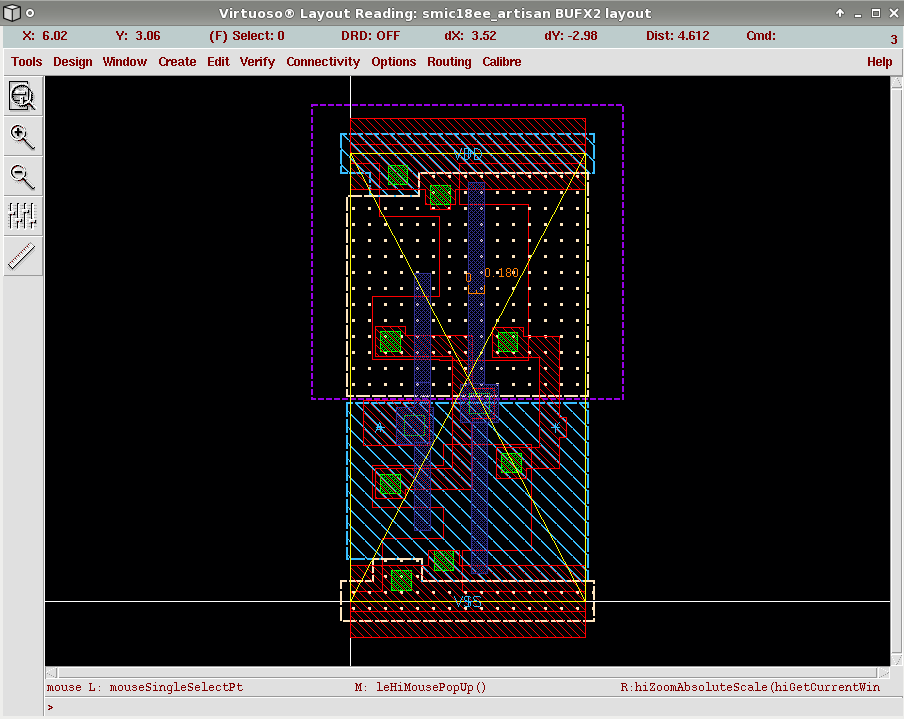 Virtuoso® Layout Reading: smic18ee_artisan BUFX2 layout
X: 6.02 Y: 3.06 (F) Select: 0 DRD: OFF dX: 3.52 dY: -2.98 Dist: 4.612 Cmd: 3
Tools Design Window Create Edit Verify Connectivity Options Routing Calibre Help
VDD
0.180
A
VSS
mouse L: mouseSingleSelectPt M: leHiMousePopUp() R:hiZoomAbsoluteScale(hiGetCurrentWin
>